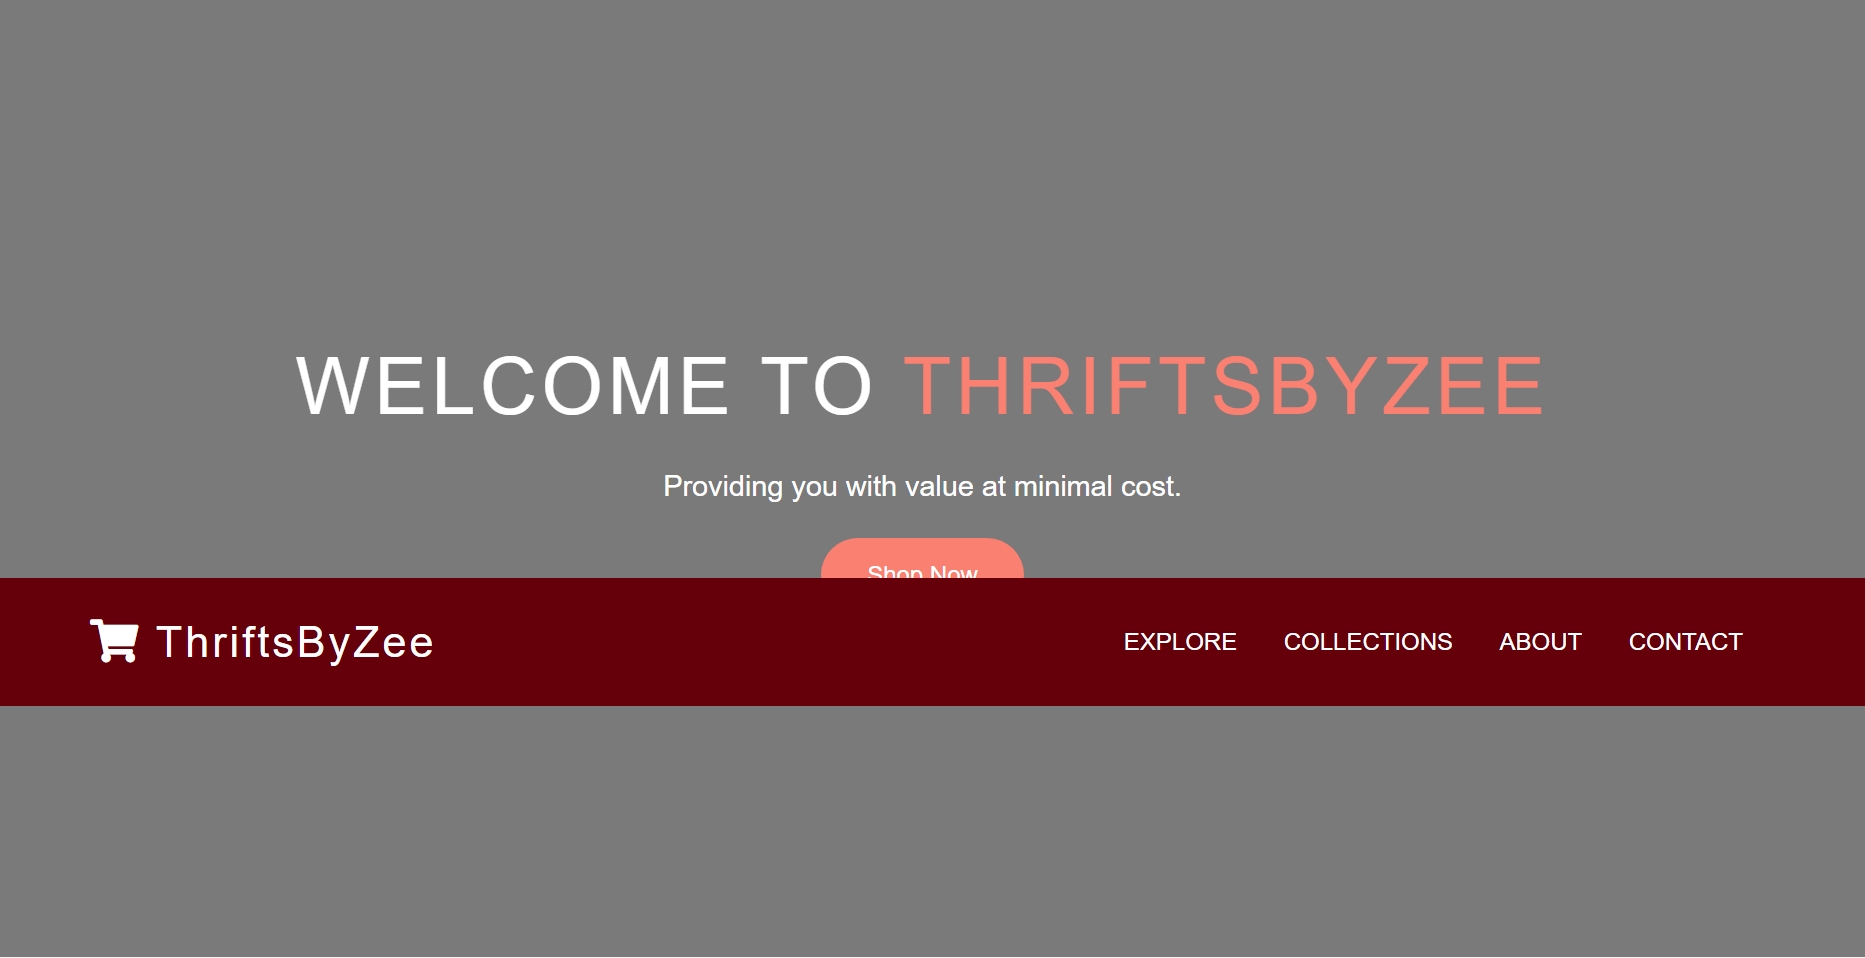 WELCOME TO THRIFTSBYZEE
Providing you with value at minimal cost.
Shop Now
ThriftsByZee EXPLORE COLLECTIONS ABOUT CONTACT